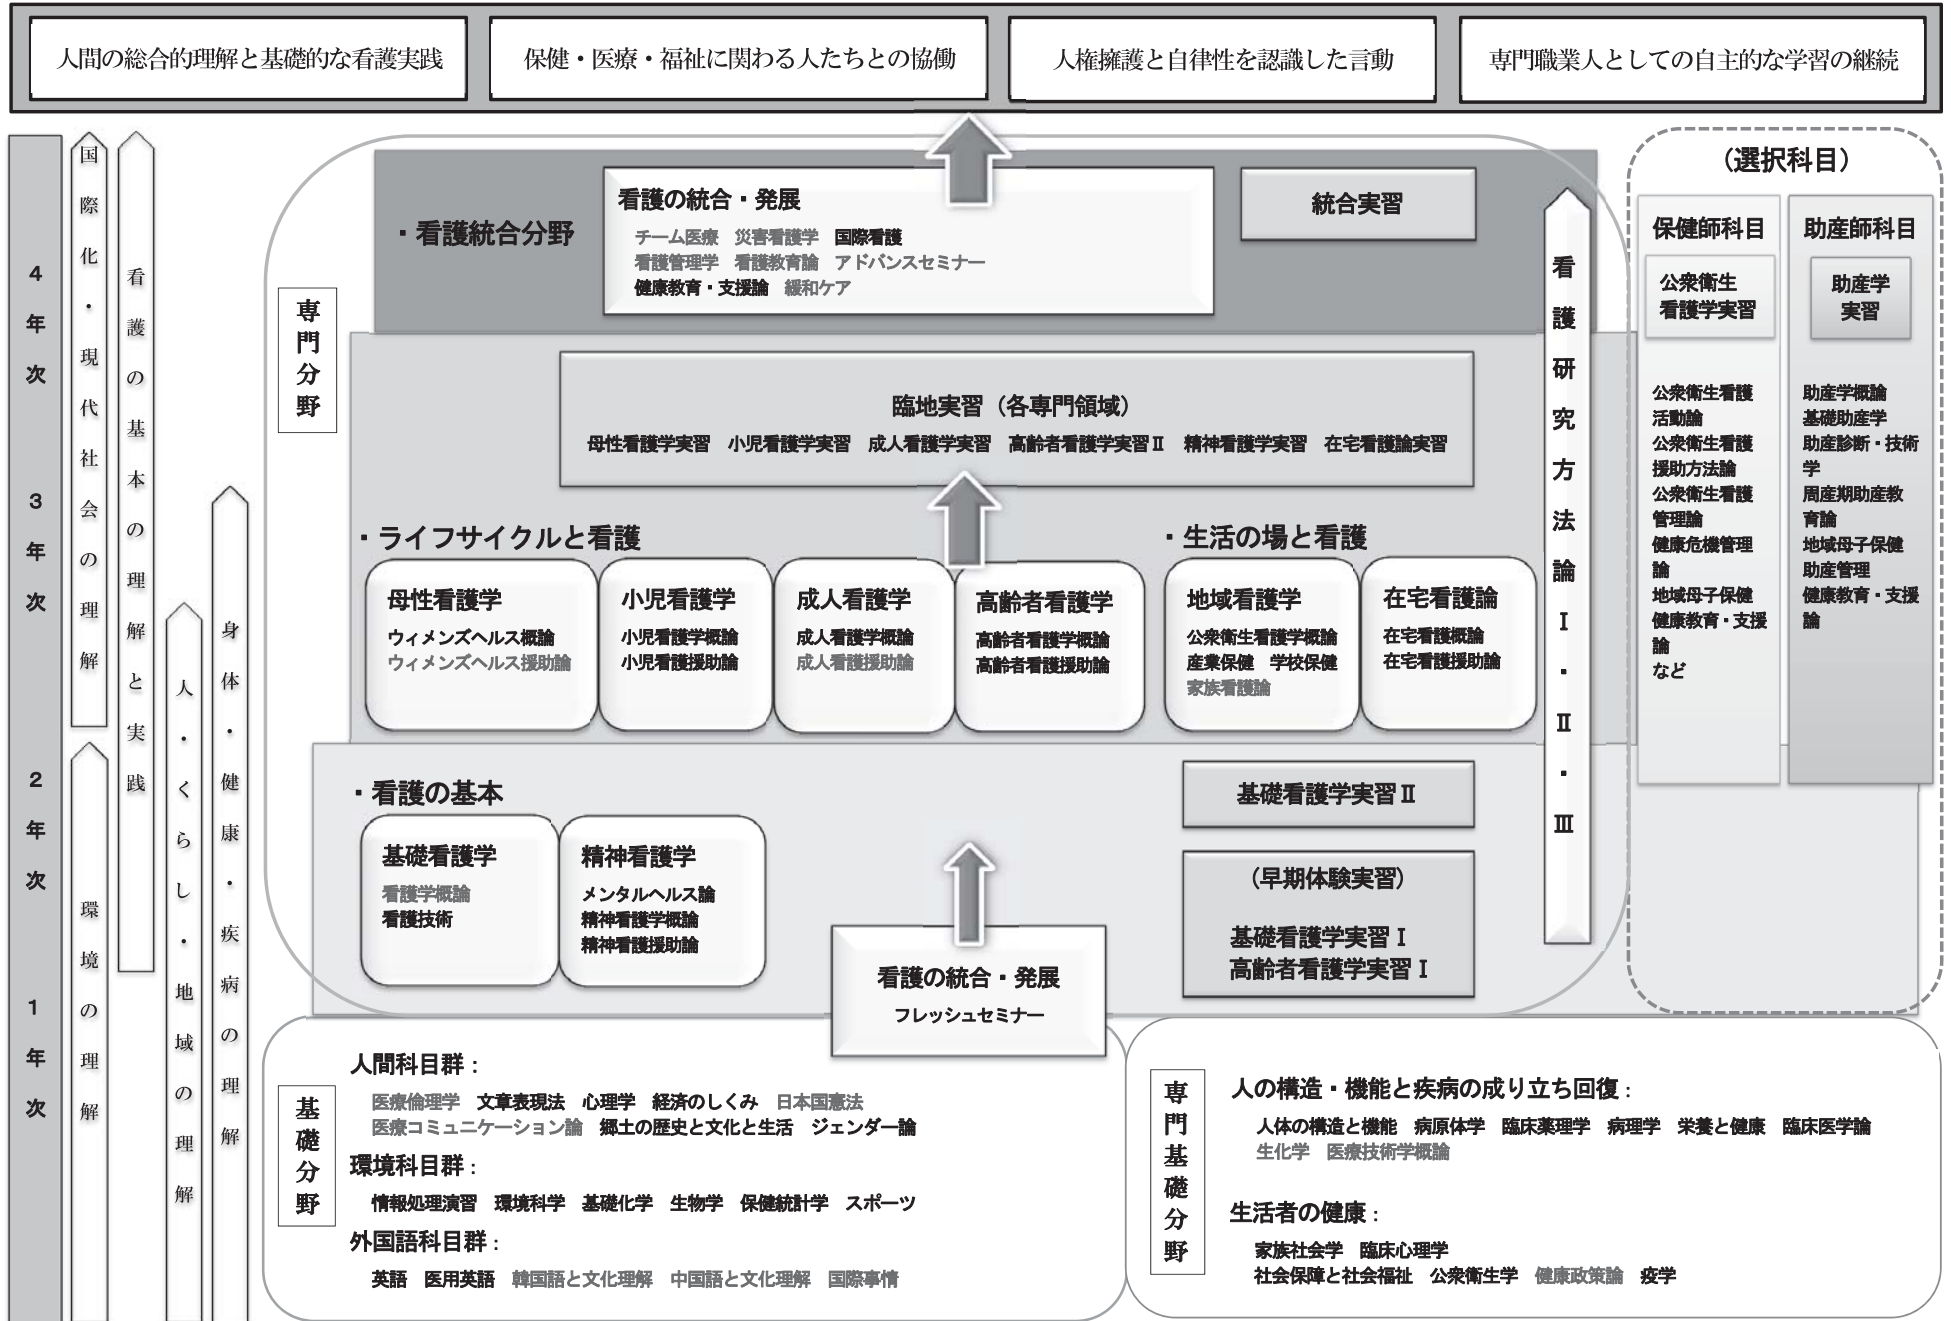 人間の総合的理解と基礎的な看護実践
保健・医療・福祉に関わる人たちとの協働
人権擁護と自律性を認識した言動
専門職業人としての自主的な学習の継続
4年次
3年次
2年次
1年次
国際化・現代社会の理解
環境の理解
看護の基本の理解と実践
人・くらし・地域の理解
身体・健康・疾病の理解
専門分野
・看護統合分野
看護の統合・発展
チーム医療 災害看護学 国際看護
看護管理学 看護教育論 アドバンスセミナー
健康教育・支援論 緩和ケア
統合実習
臨地実習（各専門領域）
母性看護学実習 小児看護学実習 成人看護学実習 高齢者看護学実習Ⅱ 精神看護学実習 在宅看護論実習
・ライフサイクルと看護
母性看護学
ウィメンズヘルス概論
ウィメンズヘルス援助論
小児看護学
小児看護学概論
小児看護援助論
成人看護学
成人看護学概論
成人看護援助論
高齢者看護学
高齢者看護学概論
高齢者看護援助論
・生活の場と看護
地域看護学
公衆衛生看護学概論
産業保健 学校保健
家族看護論
在宅看護論
在宅看護概論
在宅看護援助論
・看護の基本
基礎看護学
看護学概論
看護技術
精神看護学
メンタルヘルス論
精神看護学概論
精神看護援助論
基礎看護学実習Ⅱ
（早期体験実習）
基礎看護学実習Ⅰ
高齢者看護学実習Ⅰ
看護の統合・発展
フレッシュセミナー
看護研究方法論Ⅰ・Ⅱ・Ⅲ
（選択科目）
保健師科目
公衆衛生
看護学実習
公衆衛生看護
活動論
公衆衛生看護
援助方法論
公衆衛生看護
管理論
健康危機管理
論
地域母子保健
健康教育・支援
論
など
助産師科目
助産学
実習
助産学概論
基礎助産学
助産診断・技術
学
周産期助産教
育論
地域母子保健
助産管理
健康教育・支援
論
基礎分野
人間科目群：
医療倫理学 文章表現法 心理学 経済のしくみ 日本国憲法
医療コミュニケーション論 郷土の歴史と文化と生活 ジェンダー論
環境科目群：
情報処理演習 環境科学 基礎化学 生物学 保健統計学 スポーツ
外国語科目群：
英語 医用英語 韓国語と文化理解 中国語と文化理解 国際事情
専門基礎分野
人の構造・機能と疾病の成り立ち回復：
人体の構造と機能 病原体学 臨床薬理学 病理学 栄養と健康 臨床医学論
生化学 医療技術学概論
生活者の健康：
家族社会学 臨床心理学
社会保障と社会福祉 公衆衛生学 健康政策論 疫学